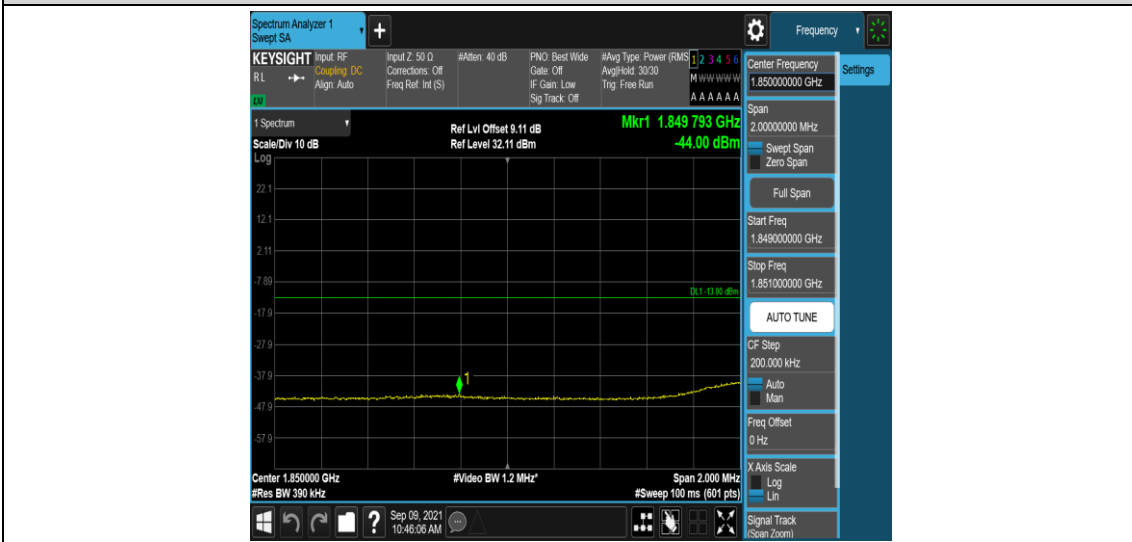 Spectrum Analyzer 1
Swept SA
+
Frequency
KEYSIGHT
RL
LXI
Input: RF
Coupling: DC
Align: Auto
Input Z: 50 Ω
Corrections: Off
Freq Ref: Int (S)
#Atten: 40 dB
PNO: Best Wide
Gate: Off
IF Gain: Low
Sig Track: Off
#Avg Type: Power (RMS
Avg|Hold: 30/30
Trig: Free Run
1 2 3 4 5 6
M W W W W W
A A A A A A
1 Spectrum
Scale/Div 10 dB
Ref Lvl Offset 9.11 dB
Ref Level 32.11 dBm
Mkr1 1.849 793 GHz
-44.00 dBm
Log
22.1
12.1
2.11
-7.89
DL1 -13.00 dBm
-17.9
-27.9
-37.9
1
-47.9
-57.9
Center 1.850000 GHz
#Res BW 390 kHz
#Video BW 1.2 MHz*
Span 2.000 MHz
#Sweep 100 ms (601 pts)
Center Frequency
1.850000000 GHz
Settings
Span
2.00000000 MHz
Swept Span
Zero Span
Full Span
Start Freq
1.849000000 GHz
Stop Freq
1.851000000 GHz
AUTO TUNE
CF Step
200.000 kHz
Auto
Man
Freq Offset
0 Hz
X Axis Scale
Log
Lin
Signal Track
(Span Zoom)
?
Sep 09, 2021
10:46:06 AM